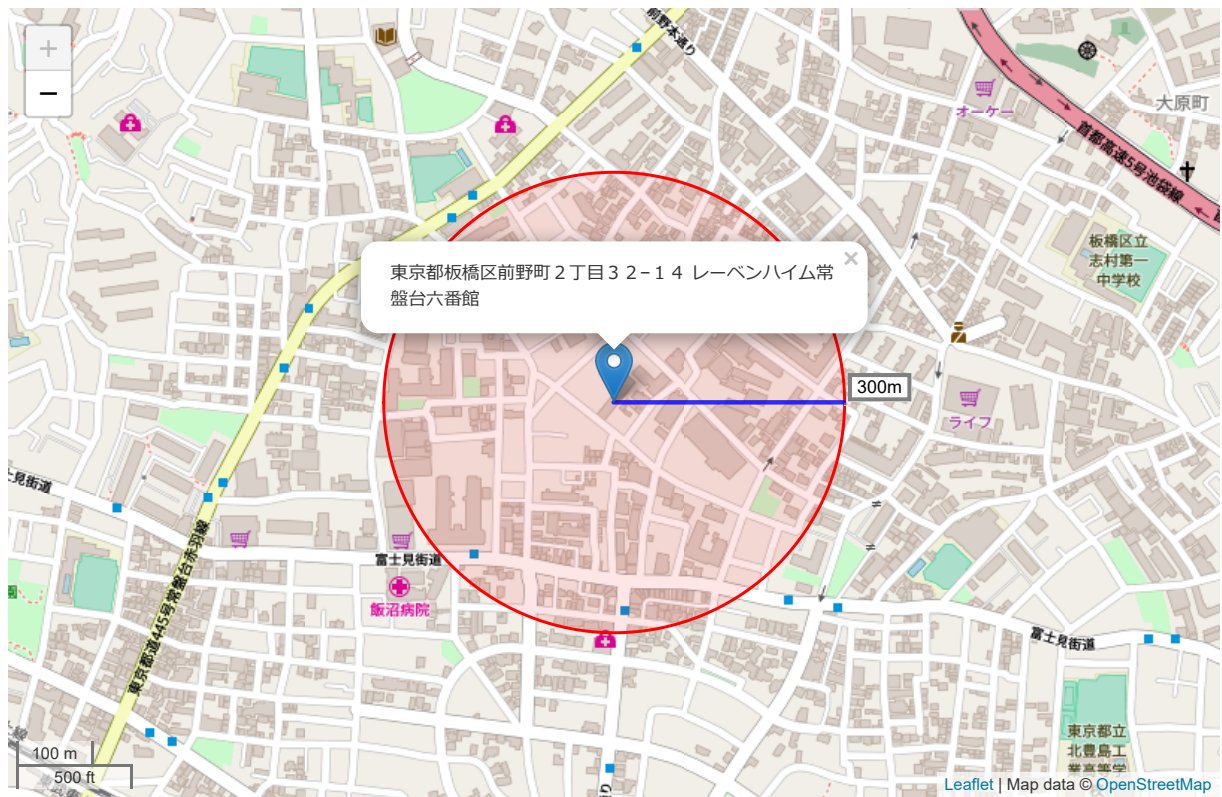 +
−
前野本通り
オーケー
大原町
首都高速5号池袋線
板橋区立
志村第一
中学校
×
東京都板橋区前野町２丁目３２−１４ レーベンハイム常
盤台六番館
300m
ライフ
士見街道
東京都道445号常盤台赤羽線
富士見街道
飯沼病院
富士見街道
東京都立
北豊島工
業高等学
100 m
500 ft
Leaflet | Map data © OpenStreetMap